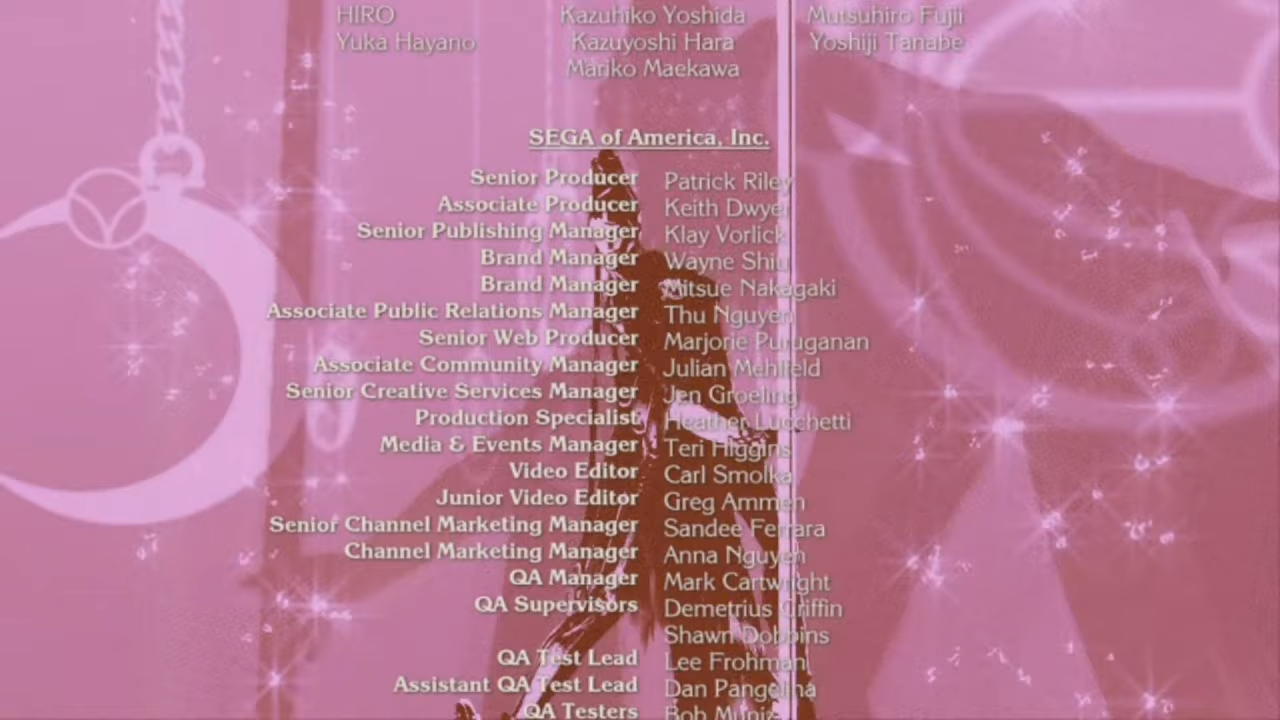 HIRO Kazuhiko Yoshida Mutsuhiro Fujii
Yuka Hayano Kazuyoshi Hara Yoshiji Tanabe
Mariko Maekawa
SEGA of America, Inc.
Senior Producer Patrick Riley
Associate Producer Keith Dwyer
Senior Publishing Manager Klay Vorlick
Brand Manager Wayne Shiu
Brand Manager Mitsue Nakagaki
Associate Public Relations Manager Thu Nguyen
Senior Web Producer Marjorie Puruganan
Associate Community Manager Julian Mehlfeld
Senior Creative Services Manager Jen Groeling
Production Specialist Heather Lucchetti
Media & Events Manager Teri Higgins
Video Editor Carl Smolka
Junior Video Editor Greg Ammen
Senior Channel Marketing Manager Sandee Ferrara
Channel Marketing Manager Anna Nguyen
QA Manager Mark Cartwright
QA Supervisors Demetrius Griffin
Shawn Dobbins
QA Test Lead Lee Frohman
QA Assistant Test Lead Dan Pangelina
QA Testers Bob Muniz